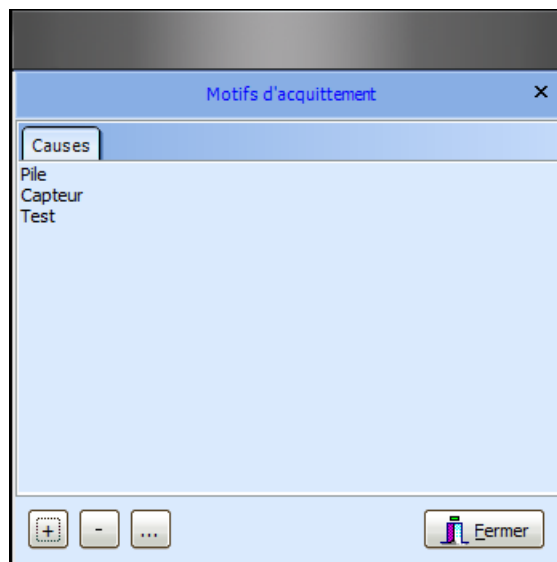 Motifs d'acquittement ×
Causes
Pile
Capteur
Test
+ - ... Fermer